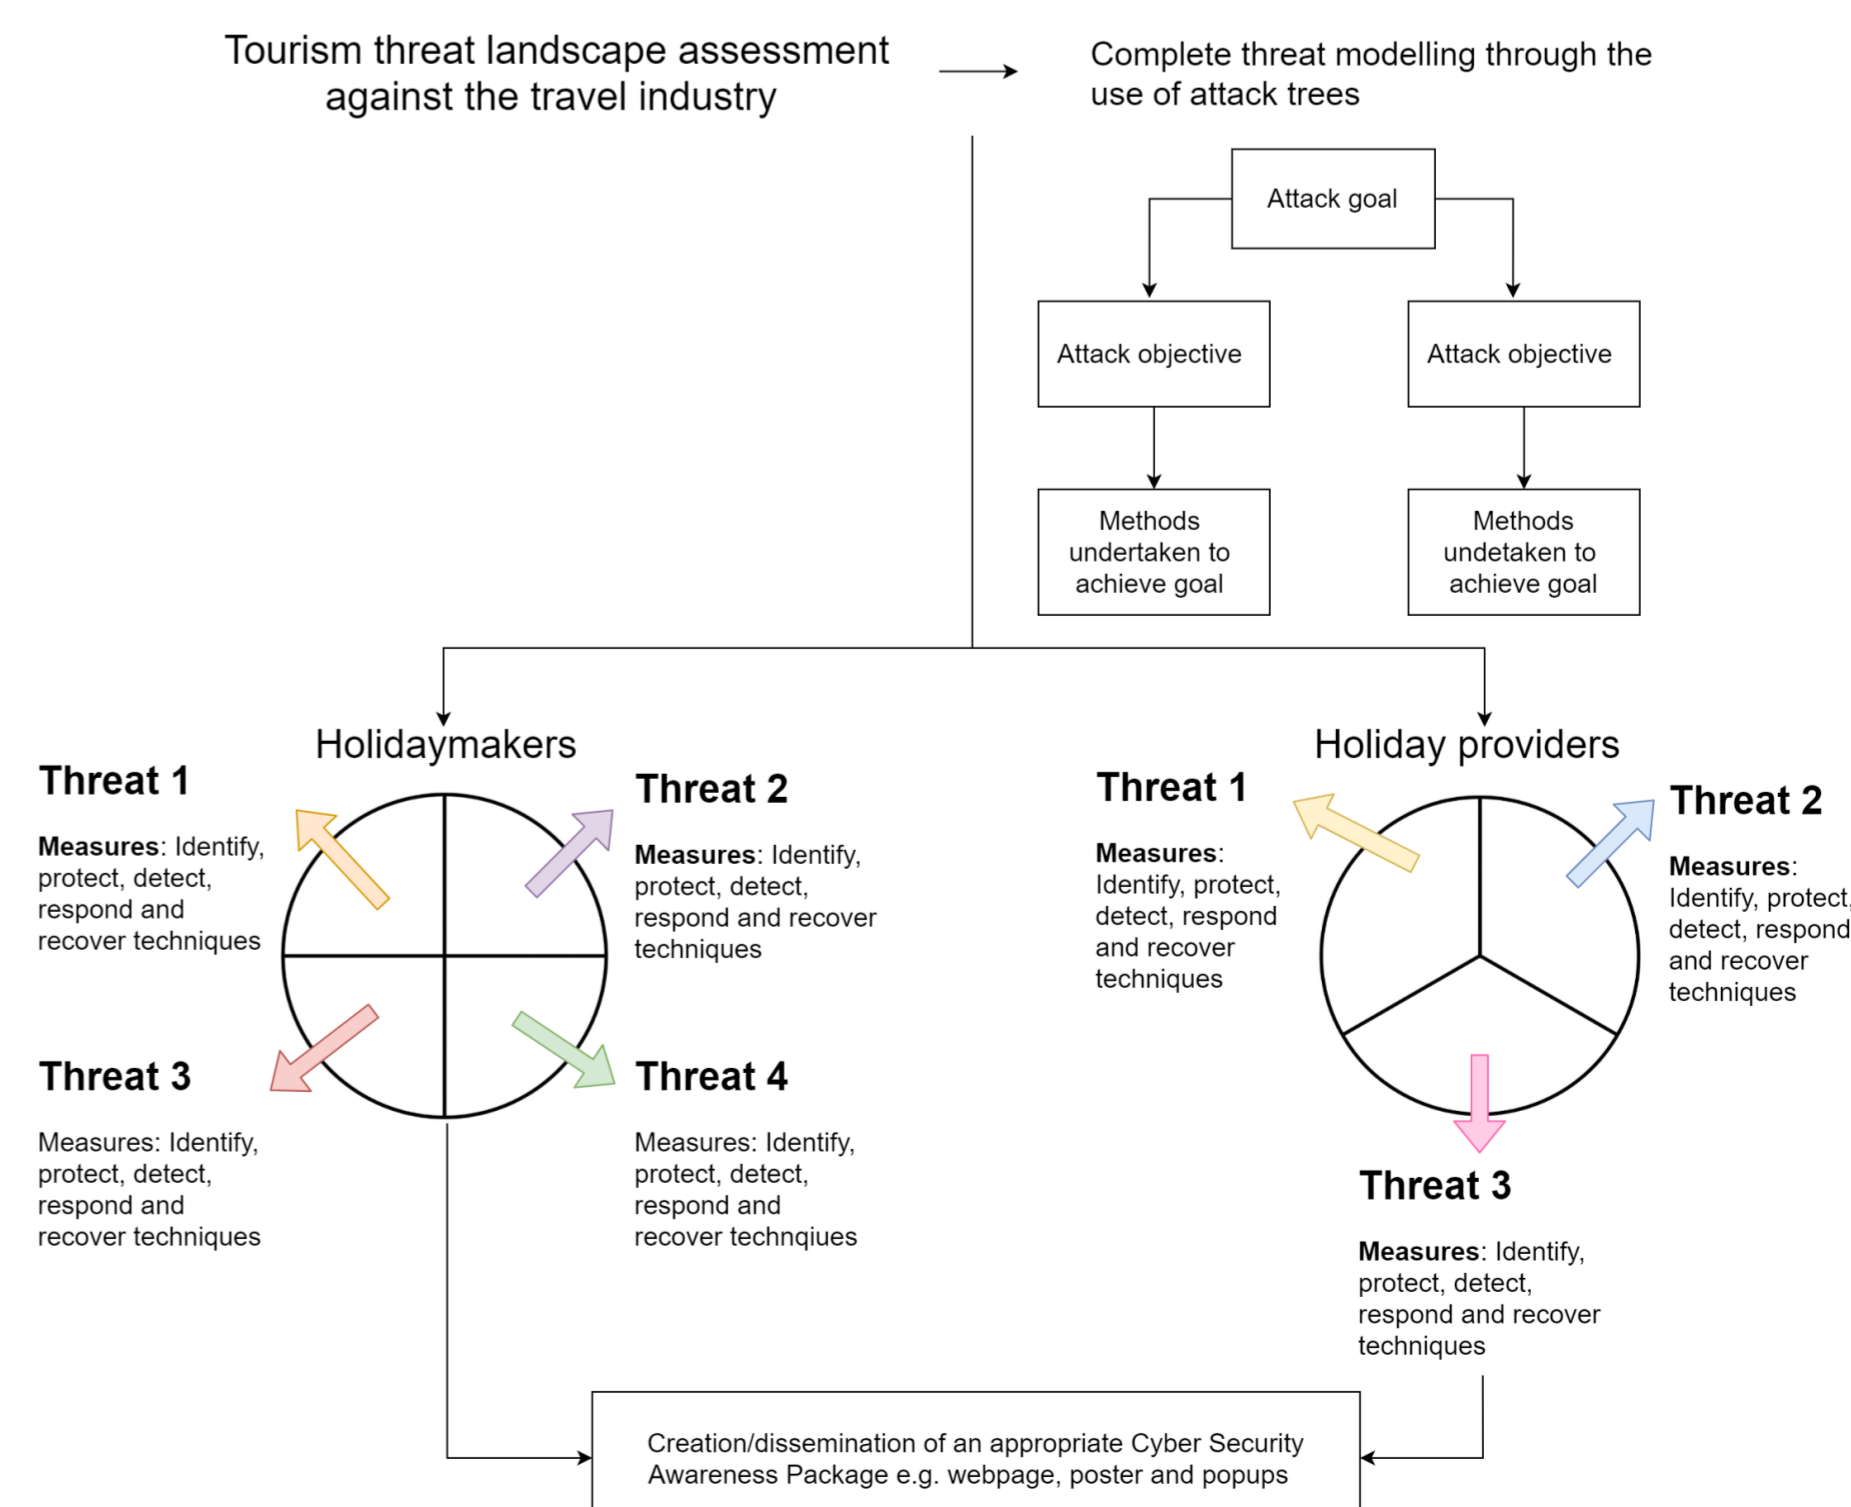 Tourism threat landscape assessment
against the travel industry
Complete threat modelling through the
use of attack trees
Attack goal
Attack objective
Attack objective
Methods
undertaken to
achieve goal
Methods
undetaken to
achieve goal
Holidaymakers
Threat 1
Measures: Identify,
protect, detect,
respond and
recover techniques
Threat 2
Measures: Identify,
protect, detect,
respond and recover
techniques
Threat 3
Measures: Identify,
protect, detect,
respond and
recover techniques
Threat 4
Measures: Identify,
protect, detect,
respond and
recover technqiues
Holiday providers
Threat 1
Measures:
Identify, protect,
detect, respond
and recover
techniques
Threat 2
Measures:
Identify, protect,
detect, respond
and recover
techniques
Threat 3
Measures: Identify,
protect, detect,
respond and recover
techniques
Creation/dissemination of an appropriate Cyber Security
Awareness Package e.g. webpage, poster and popups